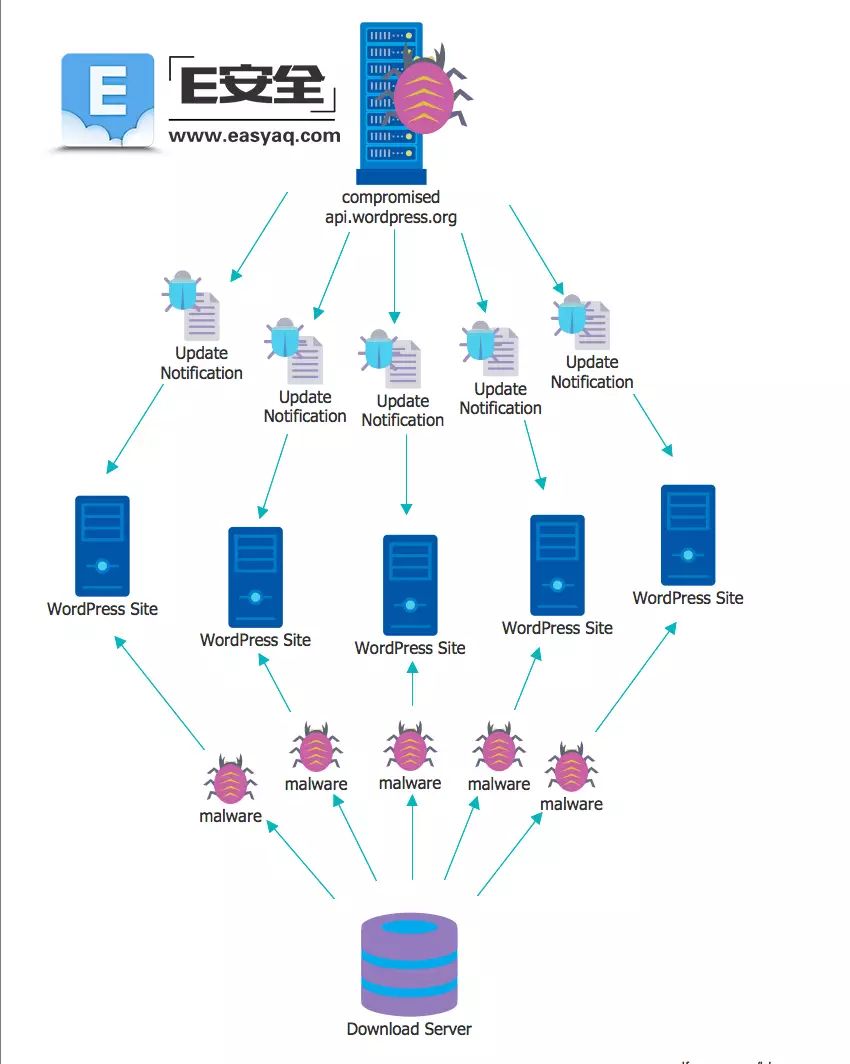 E
E安全
www.easyaq.com
compromised
api.wordpress.org
Update
Notification
Update
Notification
Update
Notification
Update
Notification
Update
Notification
WordPress Site
WordPress Site
WordPress Site
WordPress Site
WordPress Site
malware
malware
malware
malware
malware
Download Server